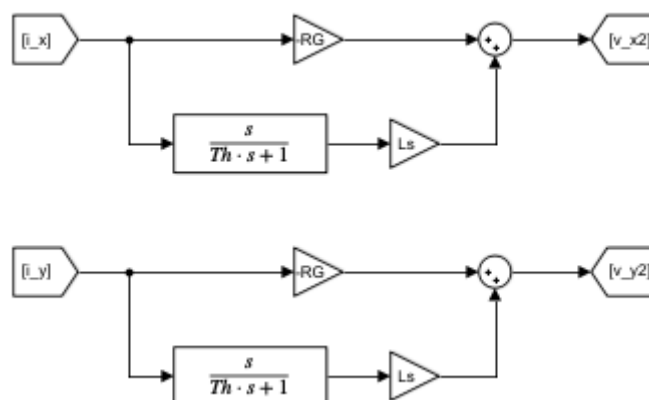 [i_x]
-RG
[v_x2]
s
Th · s + 1
Ls
[i_y]
-RG
[v_y2]
s
Th · s + 1
Ls